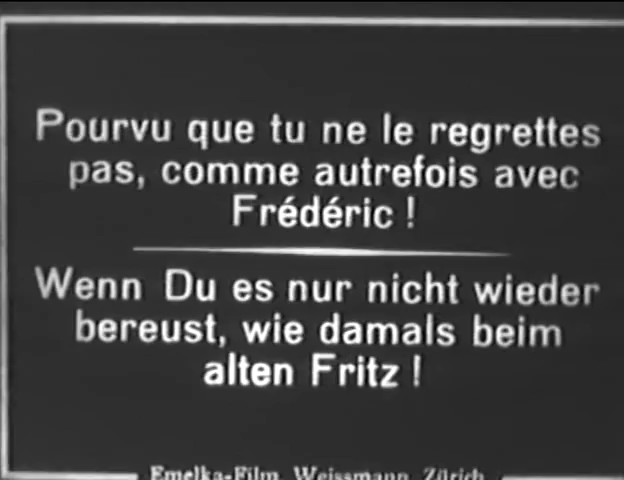 Pourvu que tu ne le regrettes
pas, comme autrefois avec
Frédéric !
Wenn Du es nur nicht wieder
bereust, wie damals beim
alten Fritz !
Emelka-Film Weissmann Zürich